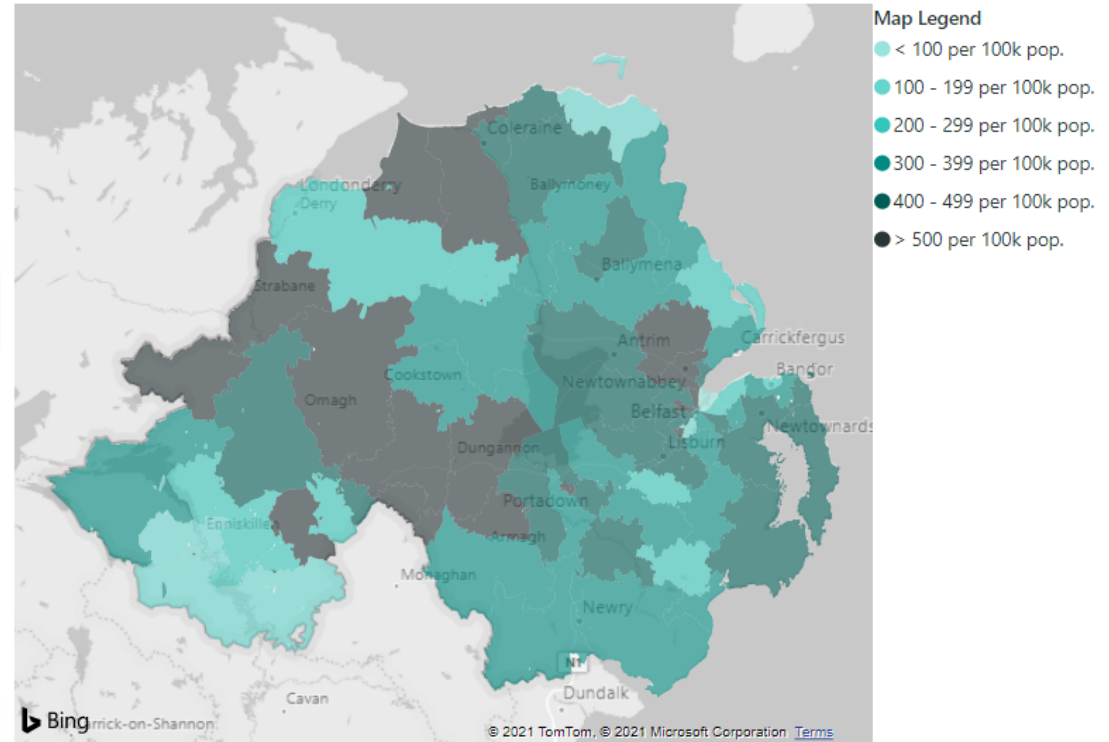 Map Legend
< 100 per 100k pop.
100 - 199 per 100k pop.
200 - 299 per 100k pop.
300 - 399 per 100k pop.
400 - 499 per 100k pop.
> 500 per 100k pop.
Coleraine
Londonderry
Derry
Ballymoney
Ballymena
Strabane
Antrim
Carrickfergus
Cookstown
Newtownabbey
Bangor
Omagh
Belfast
Newtownards
Dungannon
Lisburn
Portadown
Enniskillen
Armagh
Monaghan
Newry
N1
Dundalk
Cavan
Bing
arrick-on-Shannon
© 2021 TomTom, © 2021 Microsoft Corporation Terms